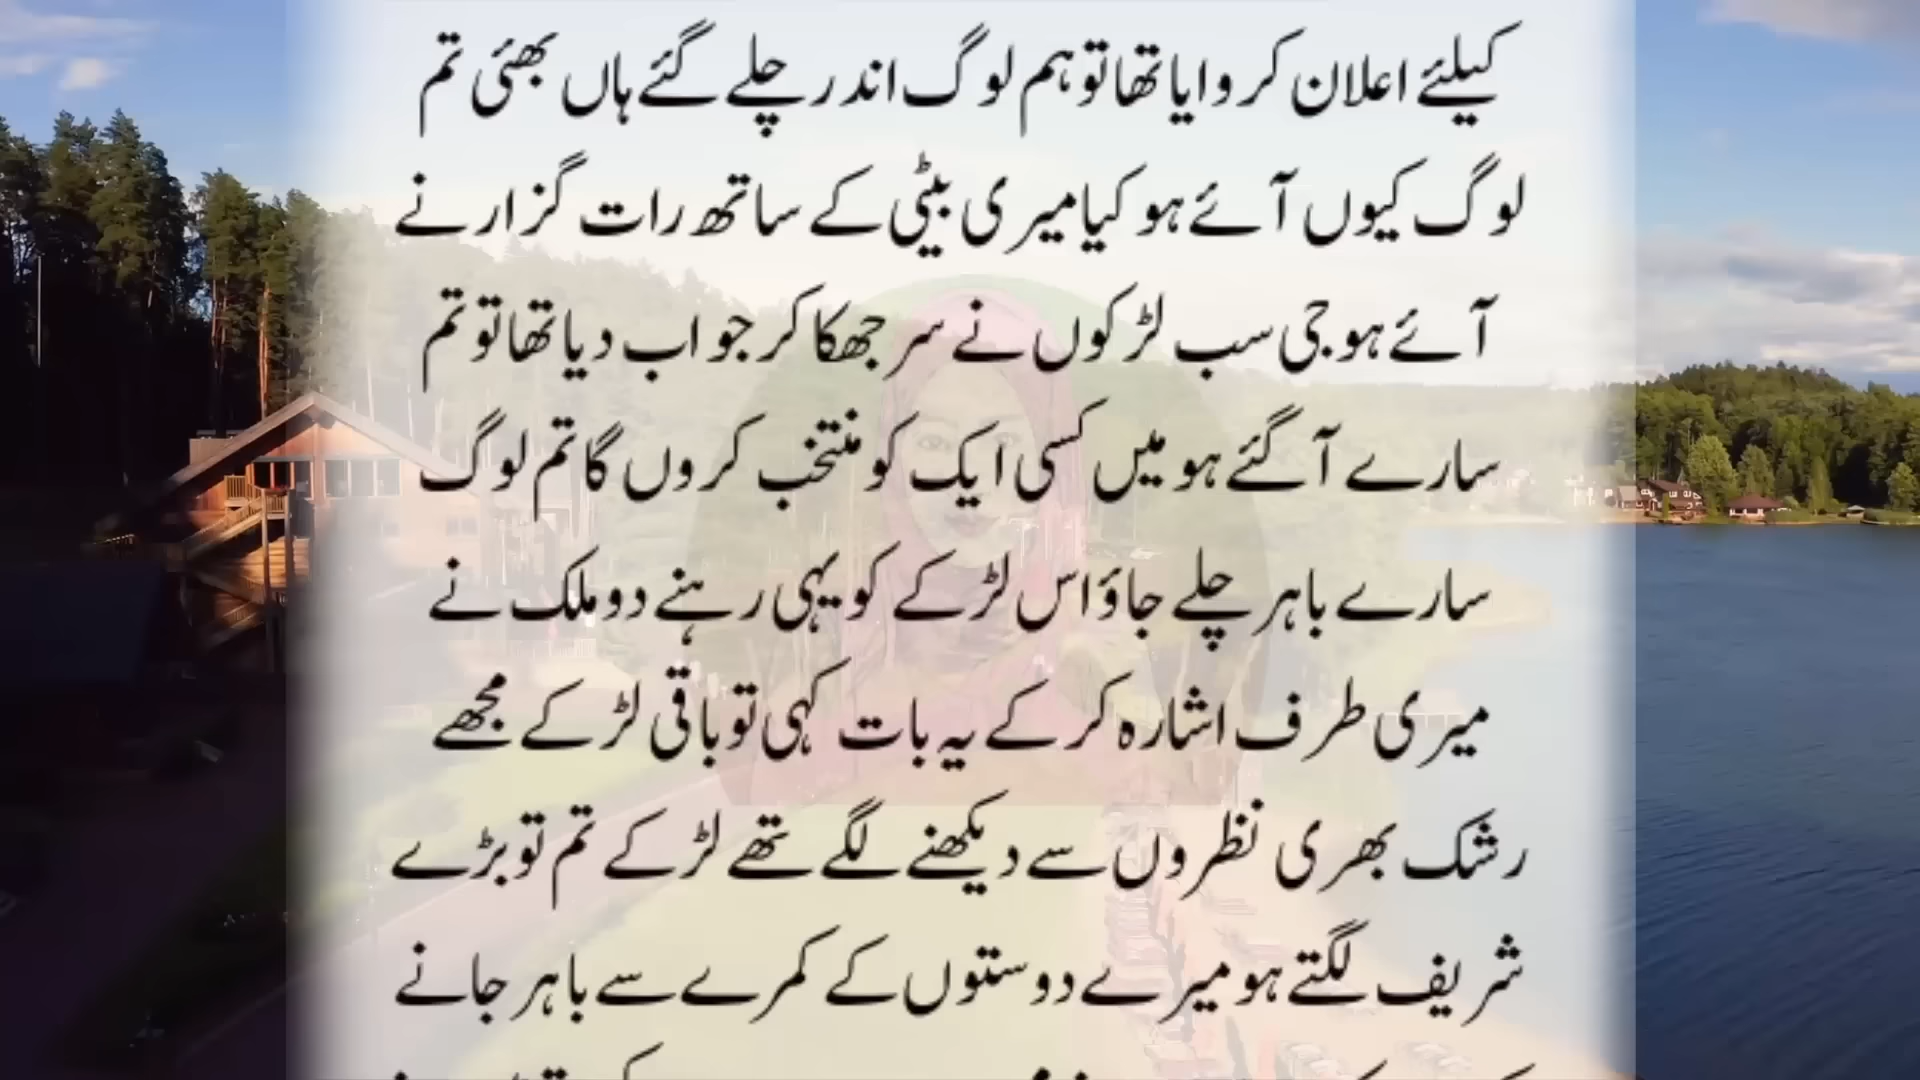 کیلئے اعلان کروایا تھا تو ہم لوگ اندر چلے گئے ہاں بھئی تم
لوگ کیوں آئے ہو کیا میری بیٹی کے ساتھ رات گزارنے
آئے ہو جی سب لڑکوں نے سر جھکا کر جواب دیا تھا تو تم
سارے آگئے ہو میں کسی ایک کو منتخب کروں گا تم لوگ
سارے باہر چلے جاؤ اس لڑکے کو یہی رہنے دو ملک نے
میری طرف اشارہ کر کے یہ بات کہی تو باقی لڑکے مجھے
رشک بھری نظروں سے دیکھنے لگے تھے لڑکے تم تو بڑے
شریف لگتے ہو میرے دوستوں کے کمرے سے باہر جانے